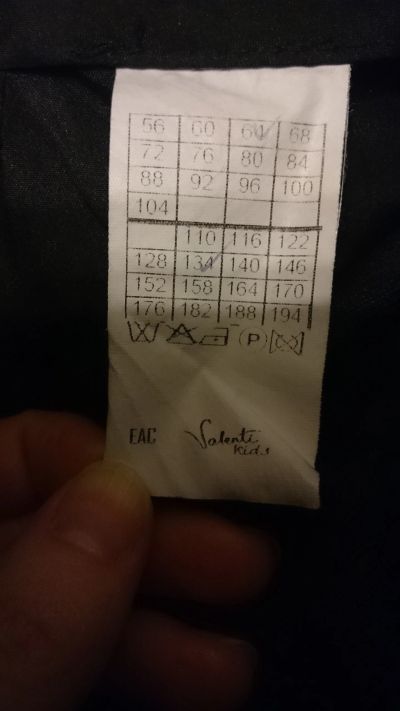 56 60 64 68
72 76 80 84
88 92 96 100
104
110 116 122
128 134 140 146
152 158 164 170
176 182 188 194
P
EAC Valenti
Kids